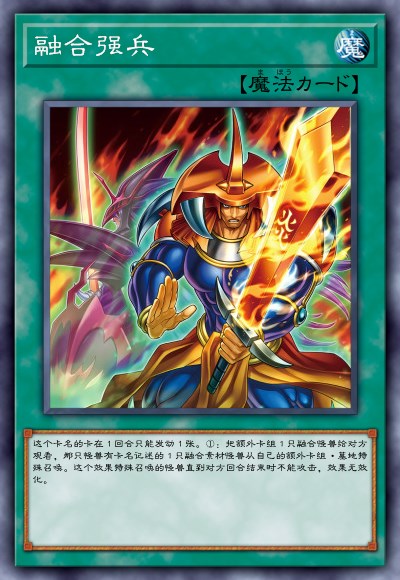 融合强兵
魔
【魔法カード】
まほう
这个卡名的卡在1回合只能发动1张。①：把额外卡组1只融合怪兽给对方
观看，那只怪兽有卡名记述的1只融合素材怪兽从自己的额外卡组·墓地特
殊召唤。这个效果特殊召唤的怪兽直到对方回合结束时不能攻击，效果无效
化。